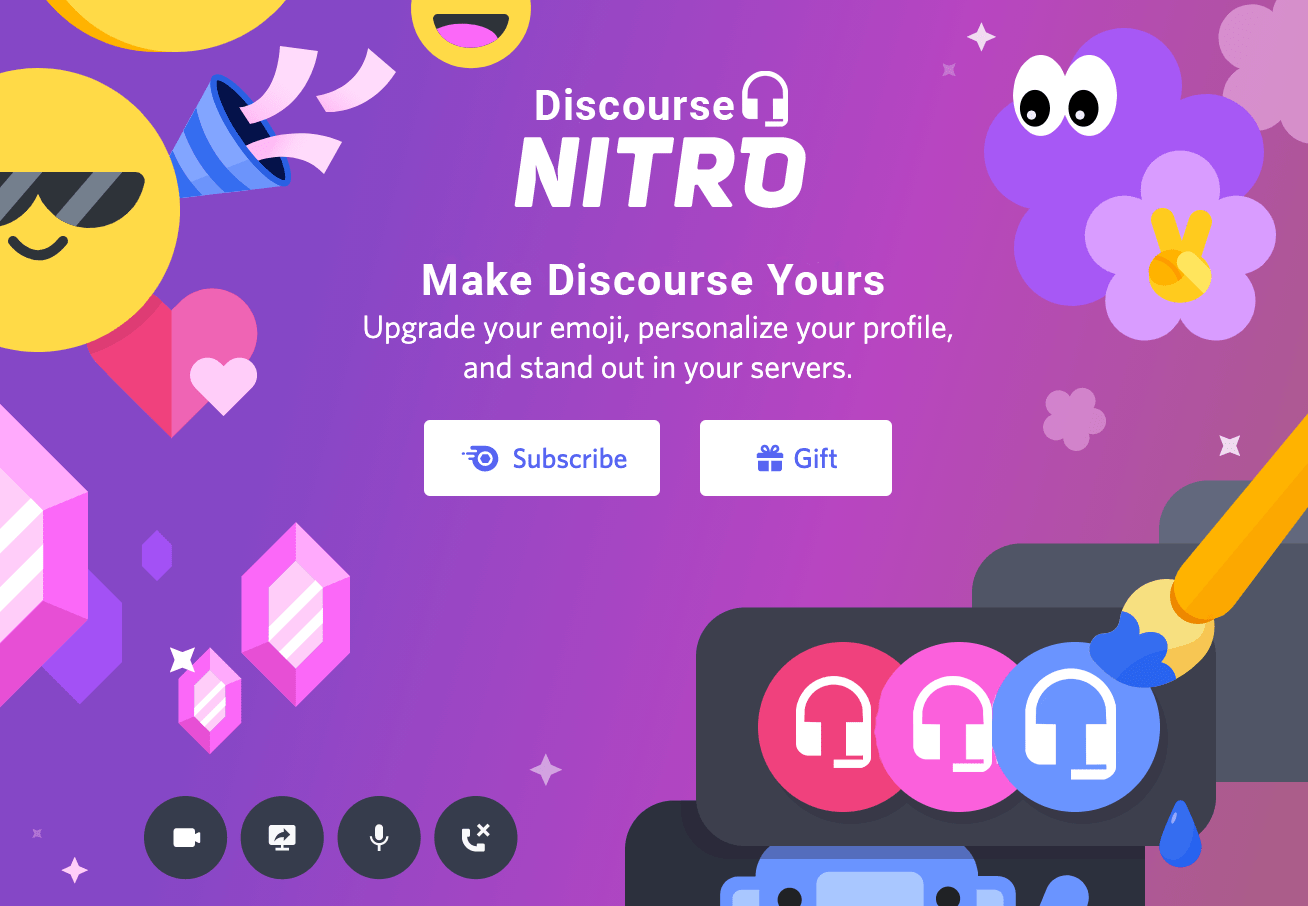 Discourse
NITRO
Make Discourse Yours
Upgrade your emoji, personalize your profile,
and stand out in your servers.
Subscribe
Gift